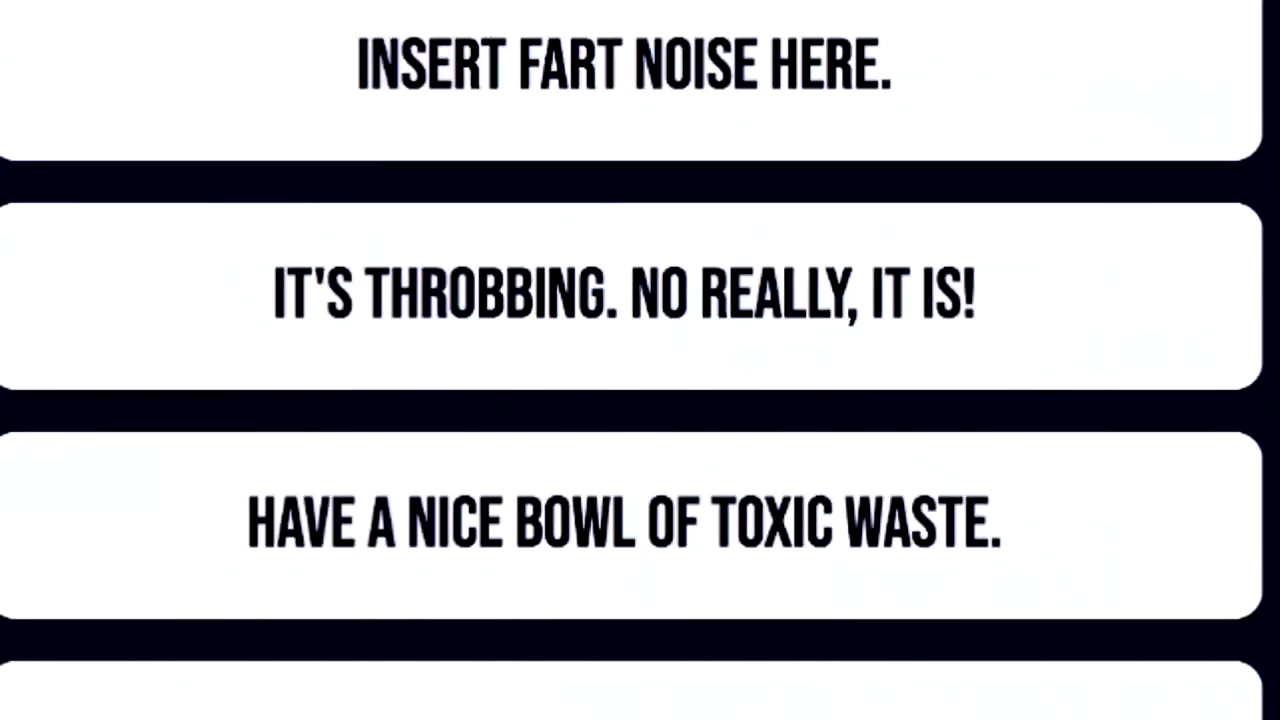 INSERT FART NOISE HERE.
IT'S THROBBING. NO REALLY, IT IS!
HAVE A NICE BOWL OF TOXIC WASTE.